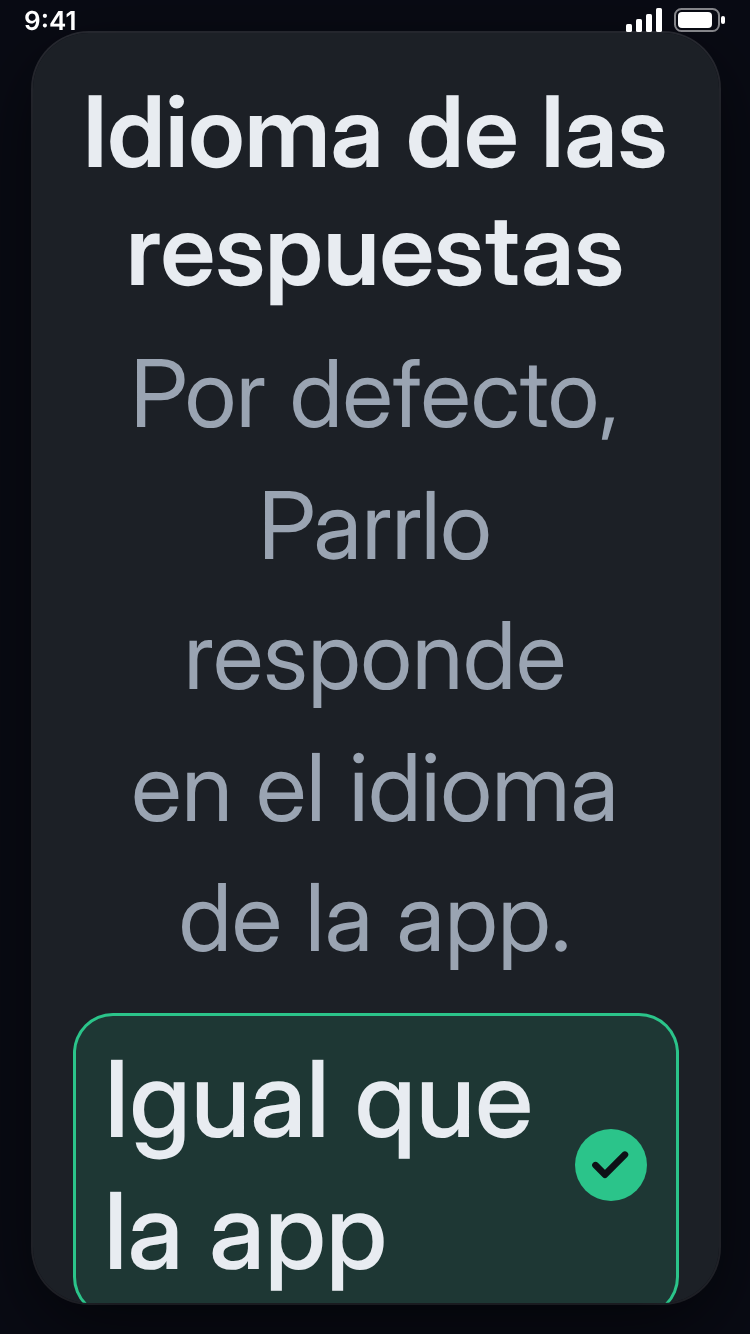 9:41
Idioma de las
respuestas
Por defecto,
Parrlo
responde
en el idioma
de la app.
Igual que
la app